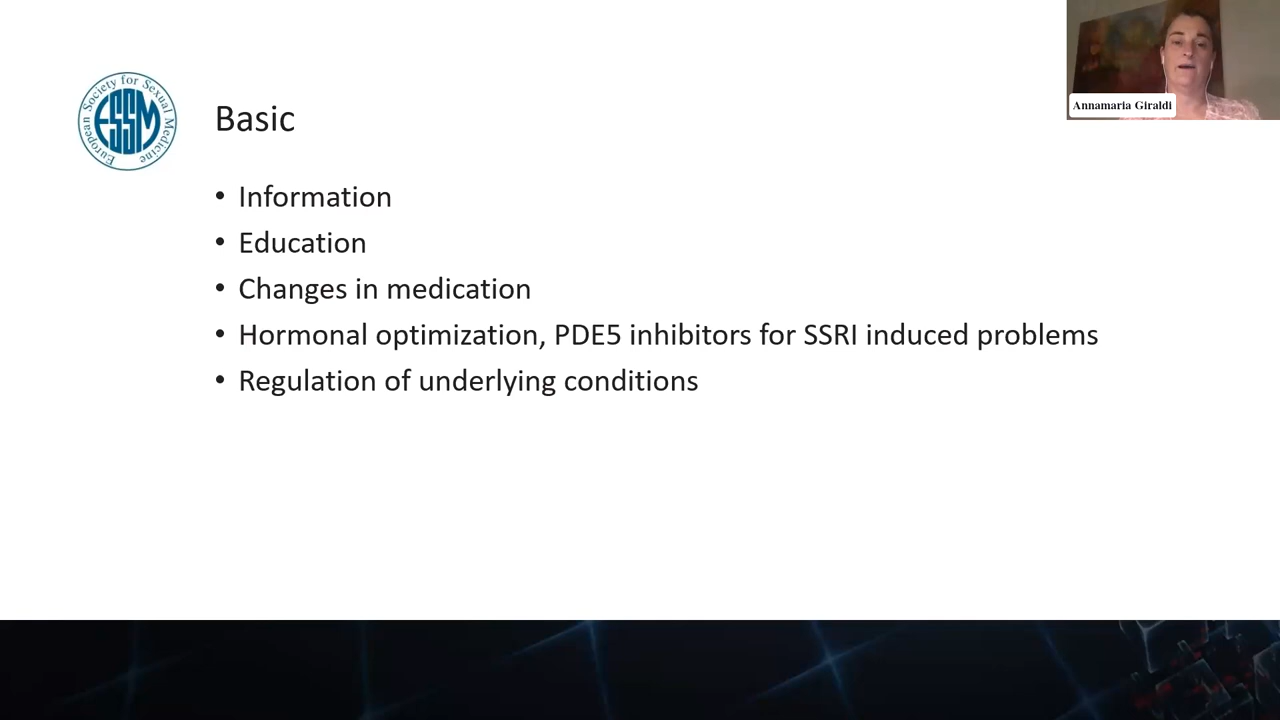 Annamaria Giraldi
European Society for Sexual Medicine
ESSM
Basic
• Information
• Education
• Changes in medication
• Hormonal optimization, PDE5 inhibitors for SSRI induced problems
• Regulation of underlying conditions